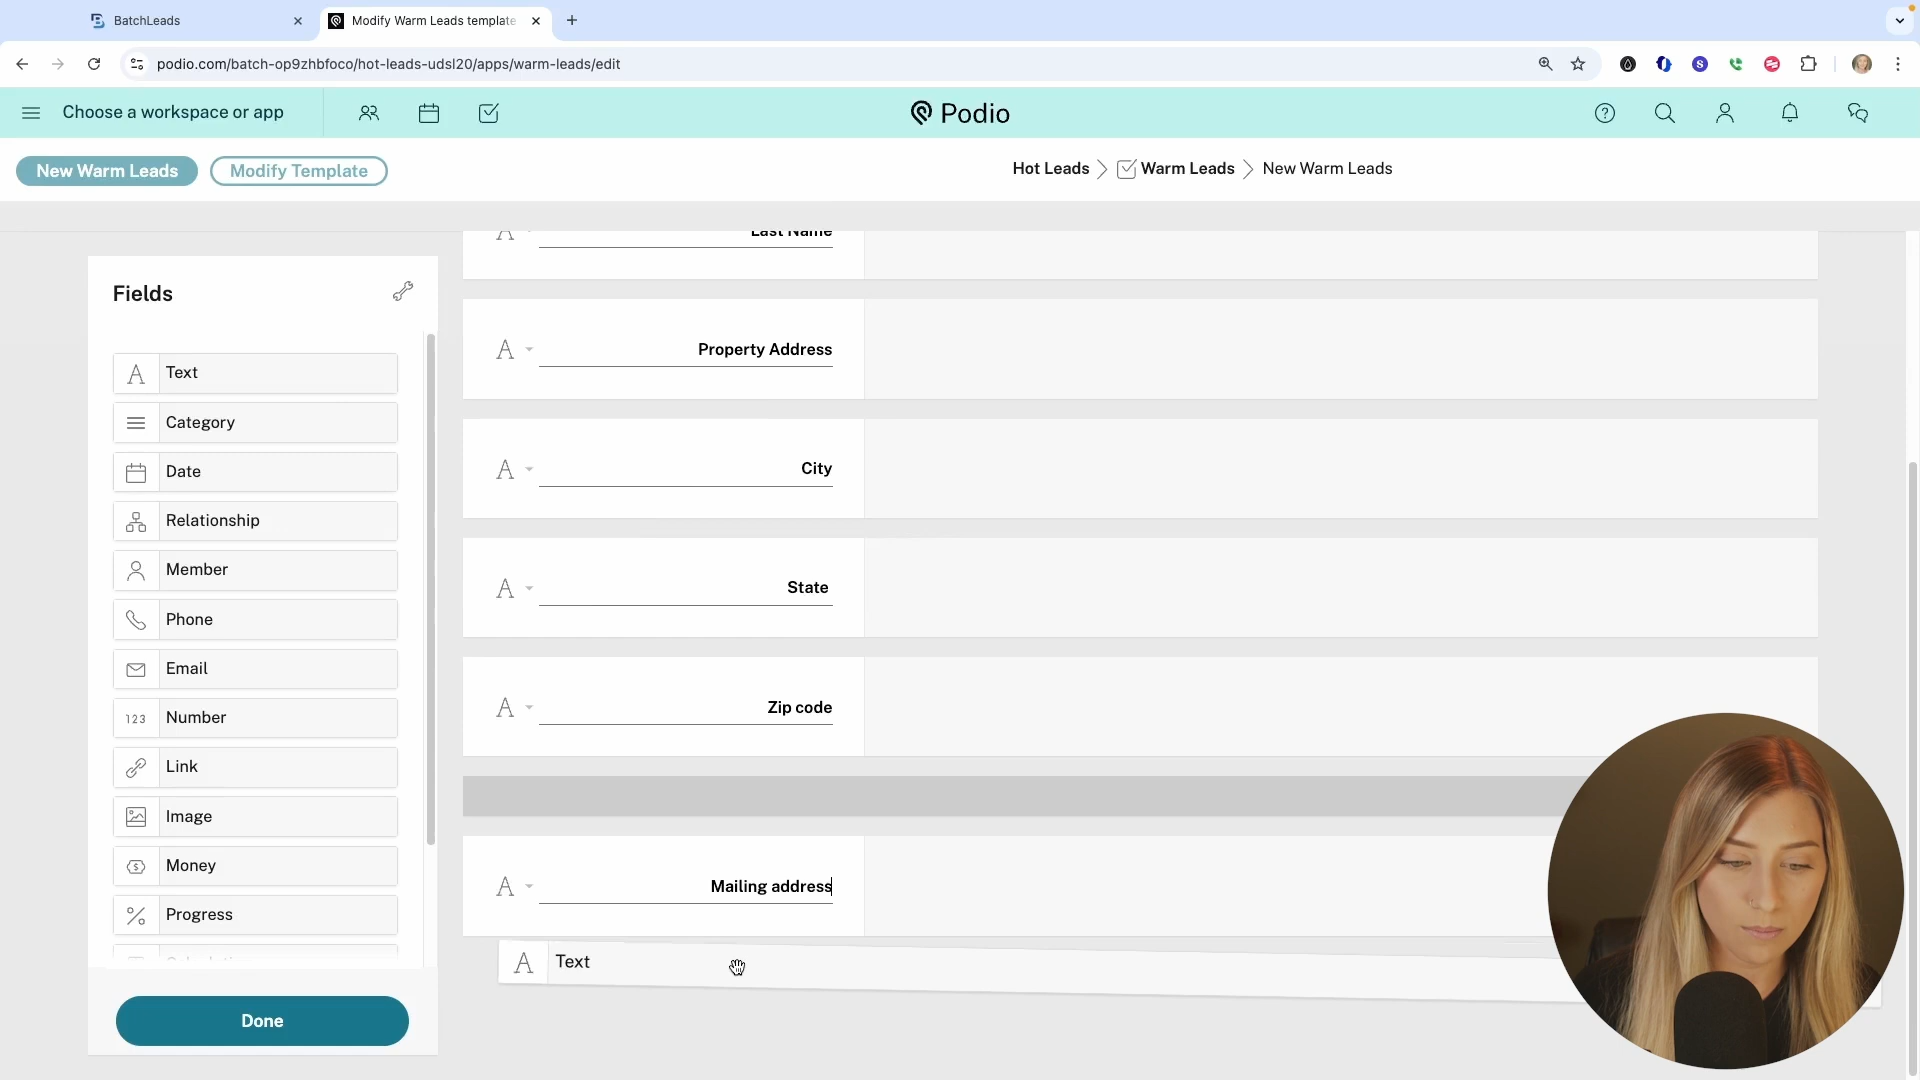 BatchLeads
Modify Warm Leads template
podio.com/batch-op9zhbfoco/hot-leads-udsl20/apps/warm-leads/edit
S
Choose a workspace or app
Podio
New Warm Leads
Modify Template
Hot Leads
Warm Leads
New Warm Leads
Fields
Text
Category
Date
Relationship
Member
Phone
Email
123 Number
Link
Image
Money
Progress
Done
Last Name
Property Address
City
State
Zip code
Mailing address
Text